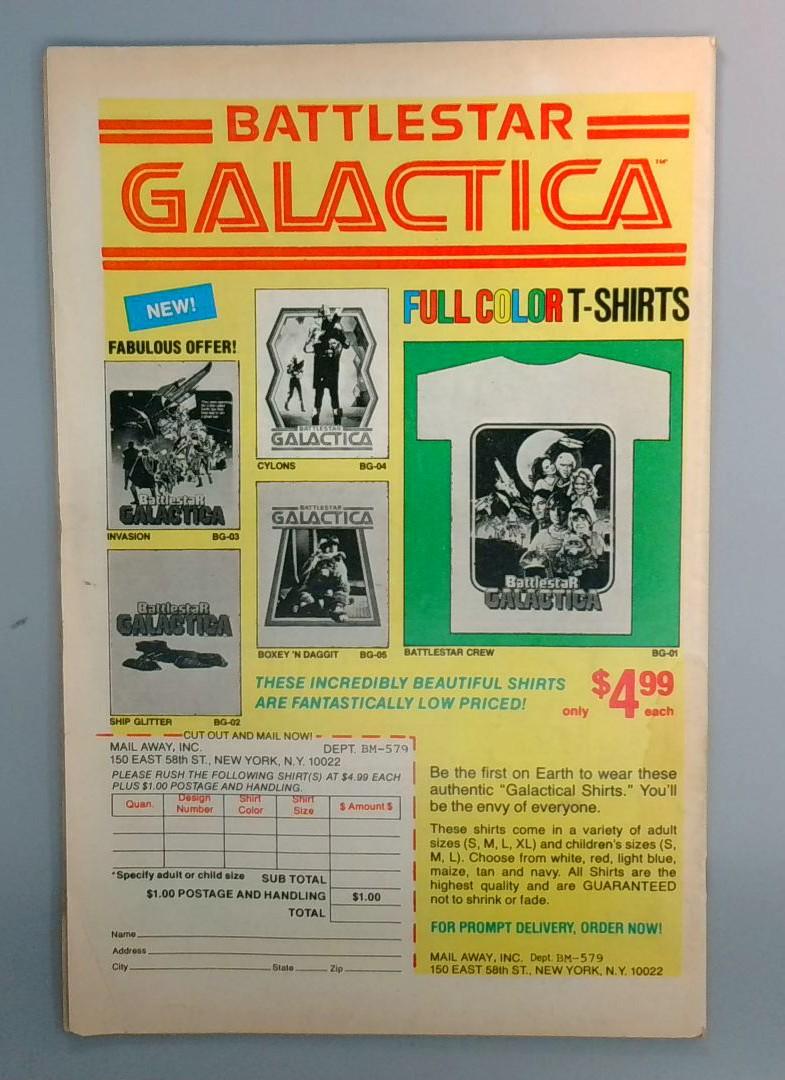 BATTLESTAR
GALACTICA™
NEW!
FABULOUS OFFER!
FULL COLOR T-SHIRTS
BattlestaR
GALACTICA
INVASION BG-03
BATTLESTAR
GALACTICA
CYLONS BG-04
BattlestaR
GALACTICA
SHIP GLITTER BG-02
BATTLESTAR
GALACTICA
BOXEY 'N DAGGIT BG-05
BattlestaR
GALACTICA
BATTLESTAR CREW BG-01
THESE INCREDIBLY BEAUTIFUL SHIRTS
ARE FANTASTICALLY LOW PRICED!
only $4.99 each
CUT OUT AND MAIL NOW!
MAIL AWAY, INC. DEPT. BM-579
150 EAST 58th ST., NEW YORK, N.Y. 10022
PLEASE RUSH THE FOLLOWING SHIRT(S) AT $4.99 EACH
PLUS $1.00 POSTAGE AND HANDLING.
Quan. Design Number Shirt Color Shirt Size $ Amount $
*Specify adult or child size SUB TOTAL
$1.00 POSTAGE AND HANDLING $1.00
TOTAL
Name
Address
City State Zip
Be the first on Earth to wear these
authentic "Galactical Shirts." You'll
be the envy of everyone.
These shirts come in a variety of adult
sizes (S, M, L, XL) and children's sizes (S,
M, L). Choose from white, red, light blue,
maize, tan and navy. All Shirts are the
highest quality and are GUARANTEED
not to shrink or fade.
FOR PROMPT DELIVERY, ORDER NOW!
MAIL AWAY, INC. Dept. BM-579
150 EAST 58th ST., NEW YORK, N.Y. 10022